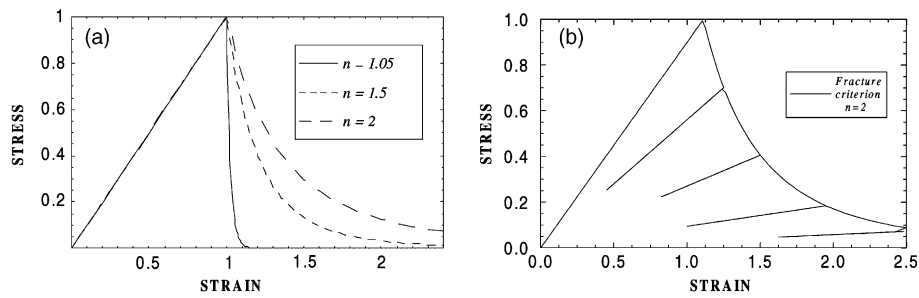 (a)
1
0.8
0.6
0.4
0.2
STRESS
n – 1.05
n = 1.5
n = 2
0.5
1
1.5
2
STRAIN
(b)
1.0
0.8
0.6
0.4
0.2
0.0
STRESS
Fracture
criterion
n=2
0.0
0.5
1.0
1.5
2.0
2.5
STRAIN